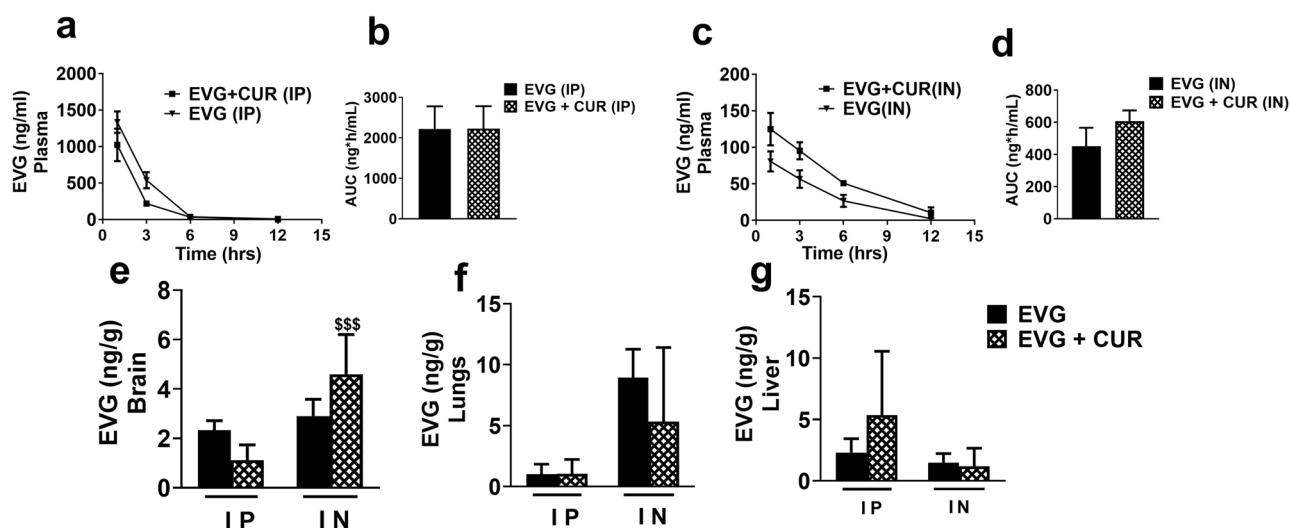 a
EVG (ng/ml)
Plasma
2000
1500
1000
500
0
0 3 6 9 12 15
Time (hrs)
EVG+CUR (IP)
EVG (IP)
b
AUC (ng*h/mL)
3000
2000
1000
0
EVG (IP)
EVG + CUR (IP)
c
EVG (ng/ml)
Plasma
200
150
100
50
0
0 3 6 9 12 15
Time (hrs)
EVG+CUR(IN)
EVG(IN)
d
AUC (ng*h/mL)
800
600
400
200
0
EVG (IN)
EVG + CUR (IN)
e
EVG (ng/g)
Brain
8
6
4
2
0
$$$
IP IN
f
EVG (ng/g)
Lungs
15
10
5
0
IP IN
g
EVG (ng/g)
Liver
15
10
5
0
IP IN
EVG
EVG + CUR